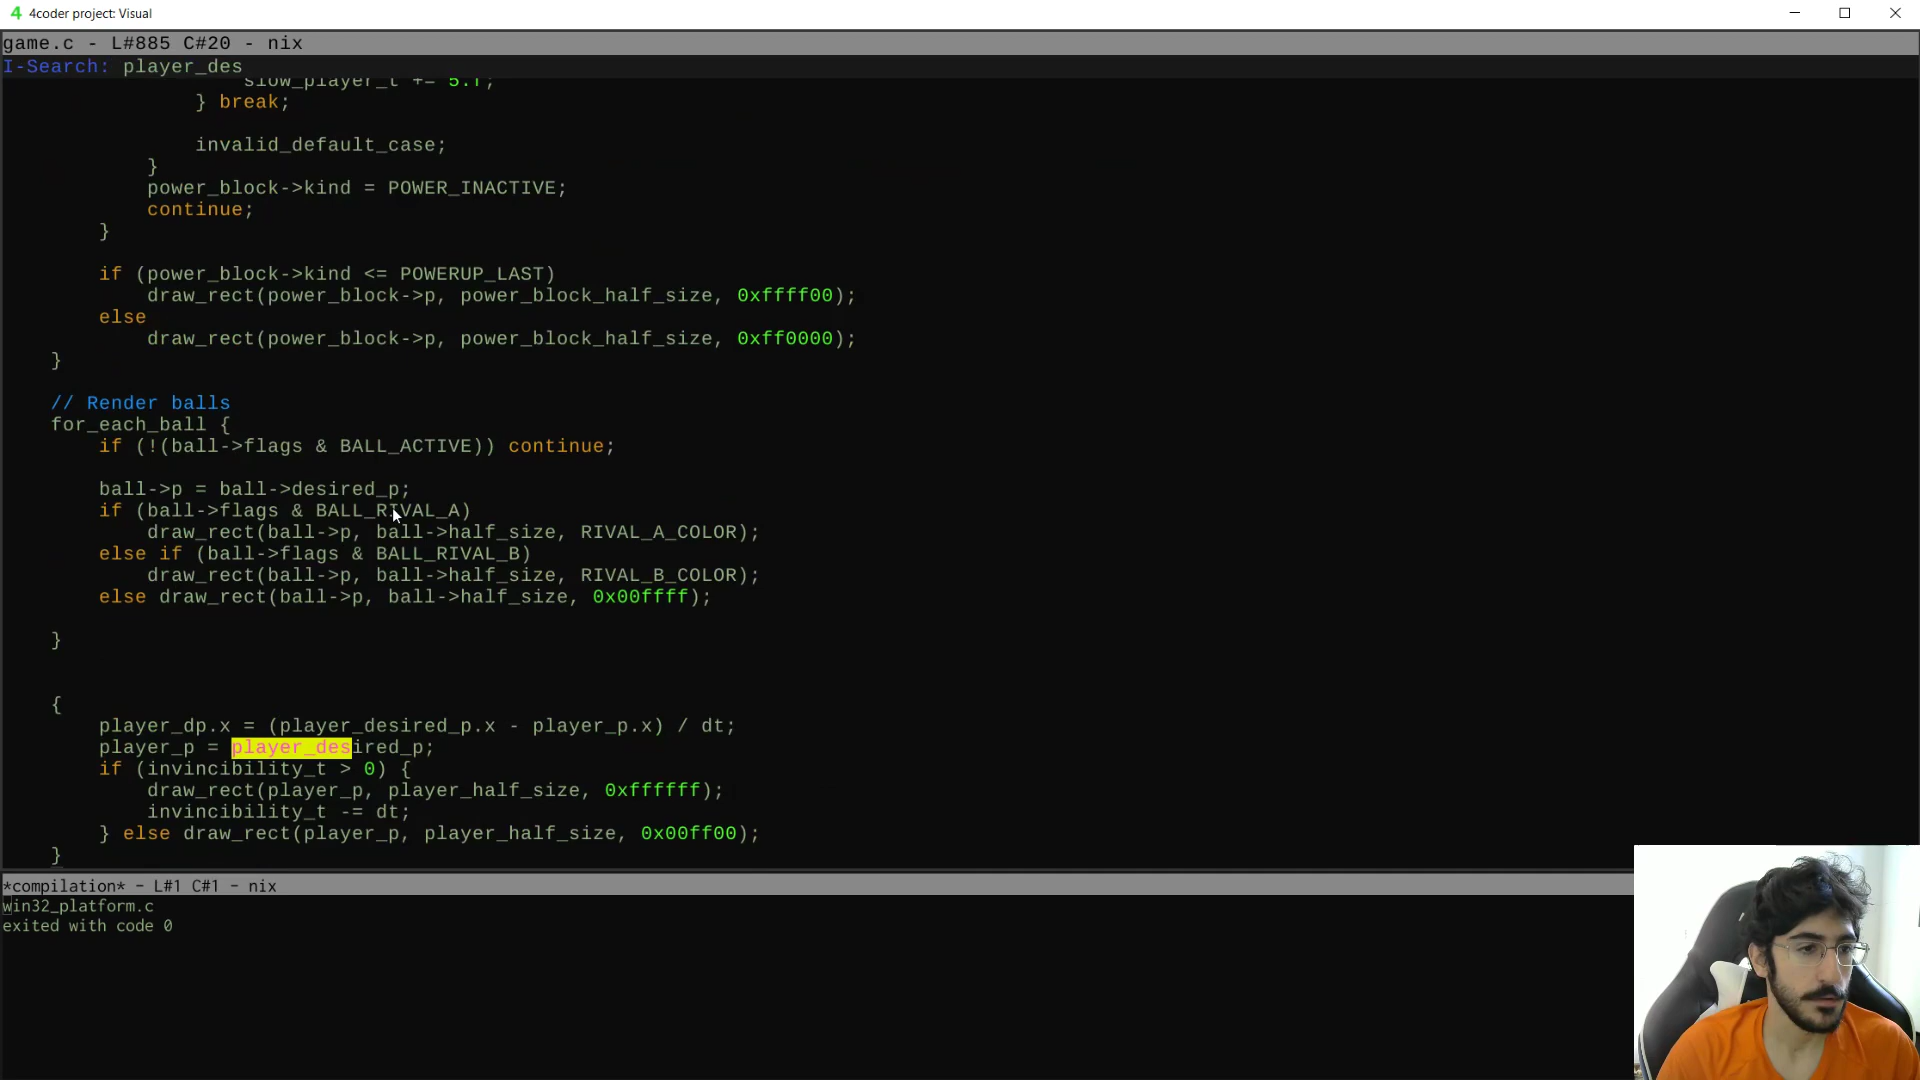 4 4coder project: Visual
game.c - L#885 C#20 - nix
I-Search: player_des
slow_player_t += 5.f;
} break;
invalid_default_case;
}
power_block->kind = POWER_INACTIVE;
continue;
}
if (power_block->kind <= POWERUP_LAST)
draw_rect(power_block->p, power_block_half_size, 0xffff00);
else
draw_rect(power_block->p, power_block_half_size, 0xff0000);
}
// Render balls
for_each_ball {
if (!(ball->flags & BALL_ACTIVE)) continue;
ball->p = ball->desired_p;
if (ball->flags & BALL_RIVAL_A)
draw_rect(ball->p, ball->half_size, RIVAL_A_COLOR);
else if (ball->flags & BALL_RIVAL_B)
draw_rect(ball->p, ball->half_size, RIVAL_B_COLOR);
else draw_rect(ball->p, ball->half_size, 0x00ffff);
}
{
player_dp.x = (player_desired_p.x - player_p.x) / dt;
player_p = player_desired_p;
if (invincibility_t > 0) {
draw_rect(player_p, player_half_size, 0xffffff);
invincibility_t -= dt;
} else draw_rect(player_p, player_half_size, 0x00ff00);
}
*compilation* - L#1 C#1 - nix
win32_platform.c
exited with code 0